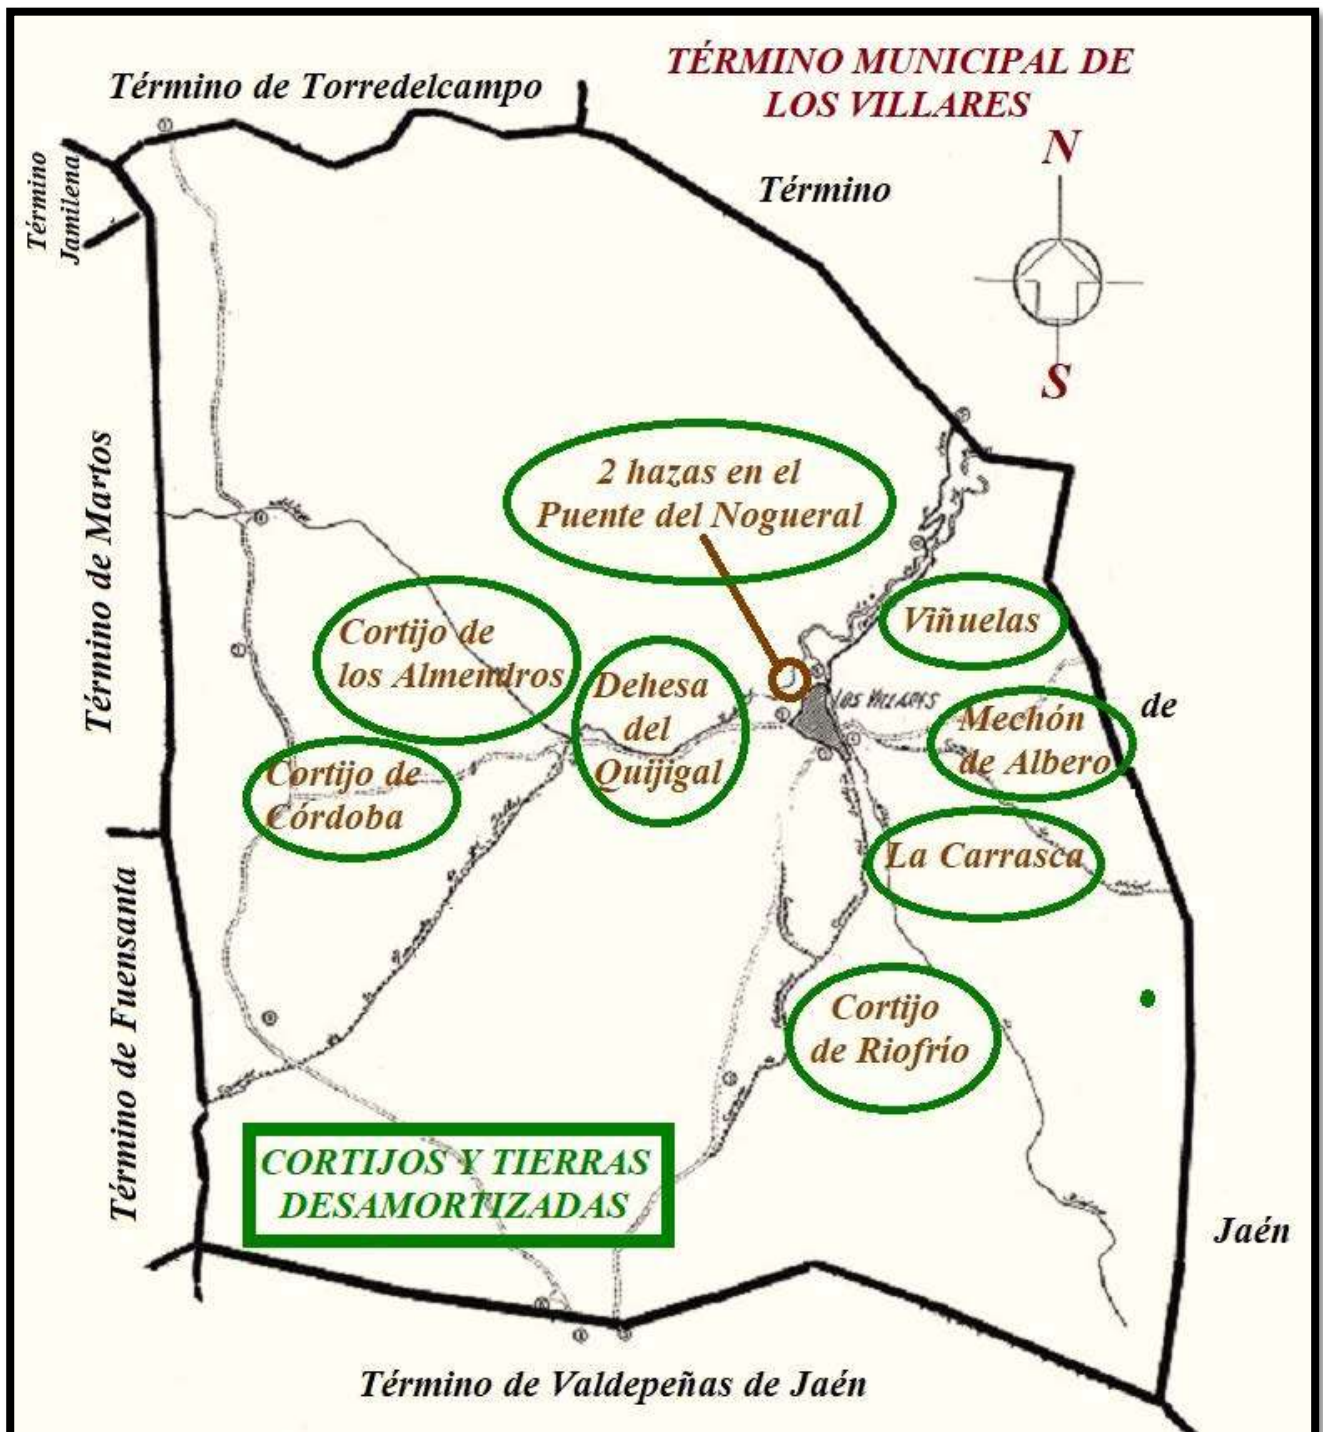 TÉRMINO MUNICIPAL DE
LOS VILLARES
Término de Torredelcampo
N
Término
Jamilena
Término
S
Término de Martos
2 hazas en el
Puente del Nogueral
Viñuelas
Cortijo de
los Almendros
Dehesa
del
Quijigal
LOS VILLARES
Mechón
de Albero
de
Cortijo de
Córdoba
La Carrasca
Término de Fuensanta
Cortijo
de Riofrío
CORTIJOS Y TIERRAS
DESAMORTIZADAS
Jaén
Término de Valdepeñas de Jaén